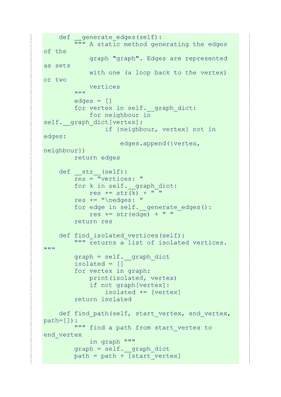 def __generate_edges(self):
""" A static method generating the edges
of the
graph "graph". Edges are represented
as sets
with one (a loop back to the vertex)
or two
vertices
"""
edges = []
for vertex in self.__graph_dict:
for neighbour in
self.__graph_dict[vertex]:
if {neighbour, vertex} not in
edges:
edges.append({vertex,
neighbour})
return edges
def __str__(self):
res = "vertices: "
for k in self.__graph_dict:
res += str(k) + " "
res += "\nedges: "
for edge in self.__generate_edges():
res += str(edge) + " "
return res
def find_isolated_vertices(self):
""" returns a list of isolated vertices.
"""
graph = self.__graph_dict
isolated = []
for vertex in graph:
print(isolated, vertex)
if not graph[vertex]:
isolated += [vertex]
return isolated
def find_path(self, start_vertex, end_vertex,
path=[]):
""" find a path from start_vertex to
end_vertex
in graph """
graph = self.__graph_dict
path = path + [start_vertex]